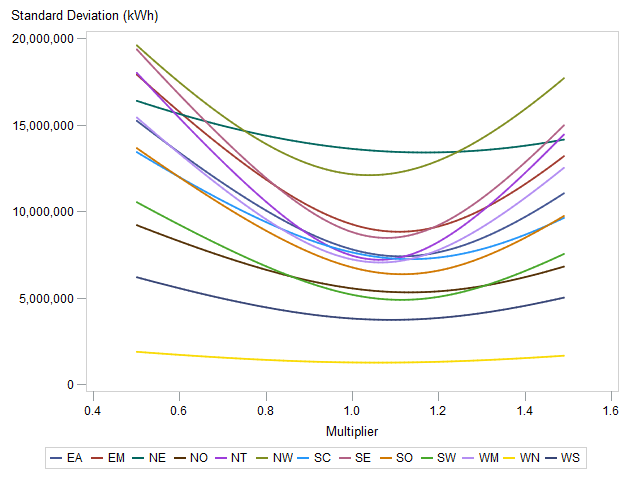 Standard Deviation (kWh)
20,000,000
15,000,000
10,000,000
5,000,000
0
0.4 0.6 0.8 1.0 1.2 1.4 1.6
Multiplier
EA EM NE NO NT NW SC SE SO SW WM WN WS